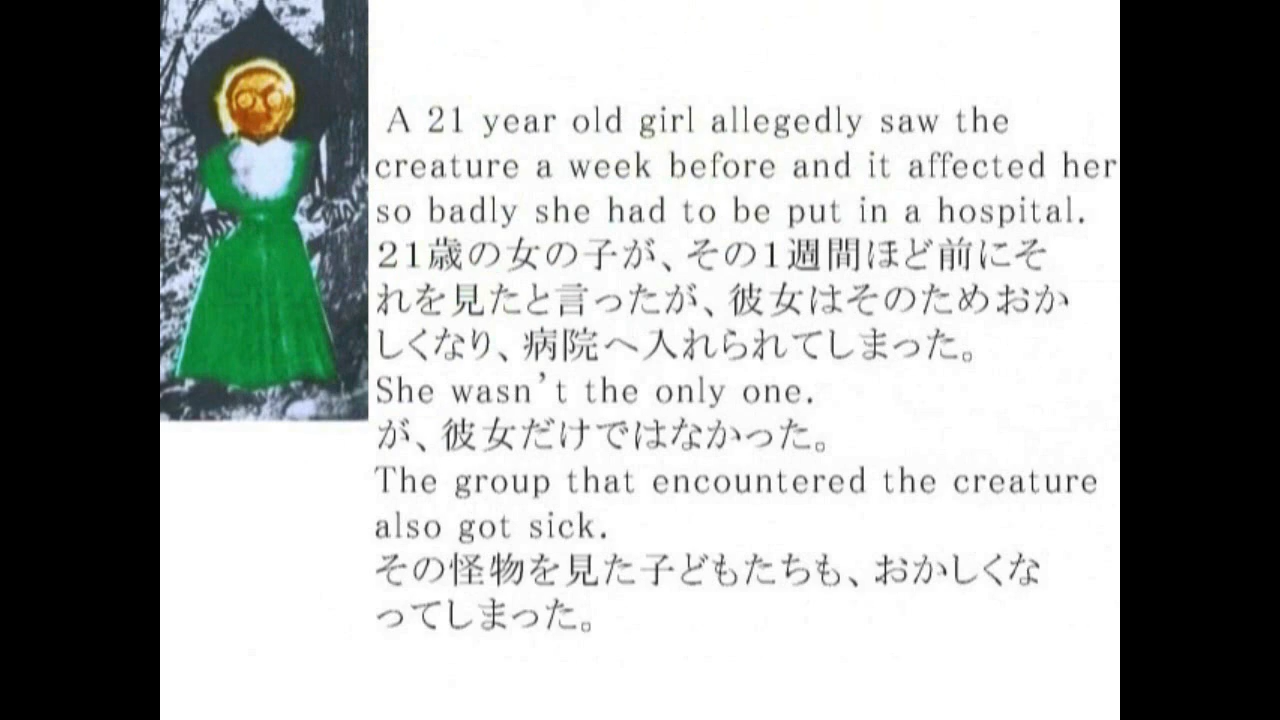 A 21 year old girl allegedly saw the
creature a week before and it affected her
so badly she had to be put in a hospital.
21歳の女の子が、その1週間ほど前にそ
れを見たと言ったが、彼女はそのためおか
しくなり、病院へ入れられてしまった。
She wasn't the only one.
が、彼女だけではなかった。
The group that encountered the creature
also got sick.
その怪物を見た子どもたちも、おかしくな
ってしまった。